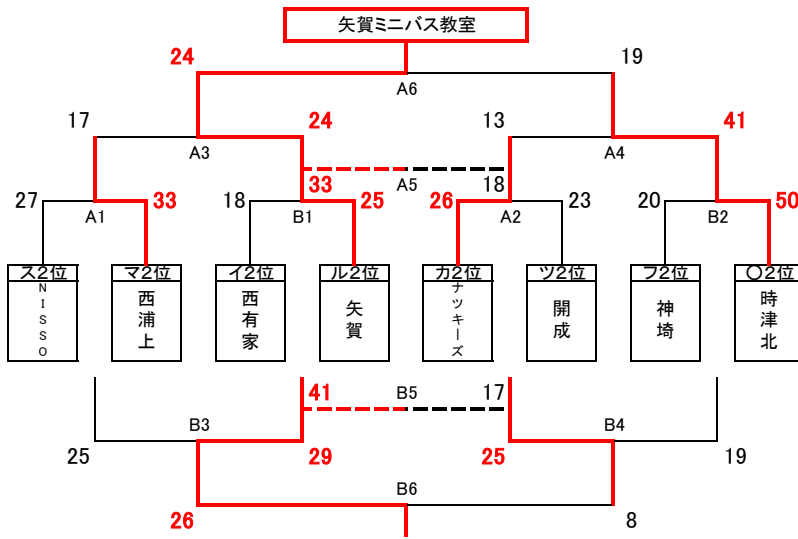 矢賀ミニバス教室
24
19
A6
17
24
13
41
A3
A4
33
A5
18
27
33
18
25
26
23
20
50
A1
B1
A2
B2
ス2位
マ2位
イ2位
ル2位
カ2位
ツ2位
フ2位
〇2位
NISSO
西浦上
西有家
矢賀
ナツキーズ
開成
神埼
時津北
41
B5
17
B3
B4
25
29
25
19
B6
26
8